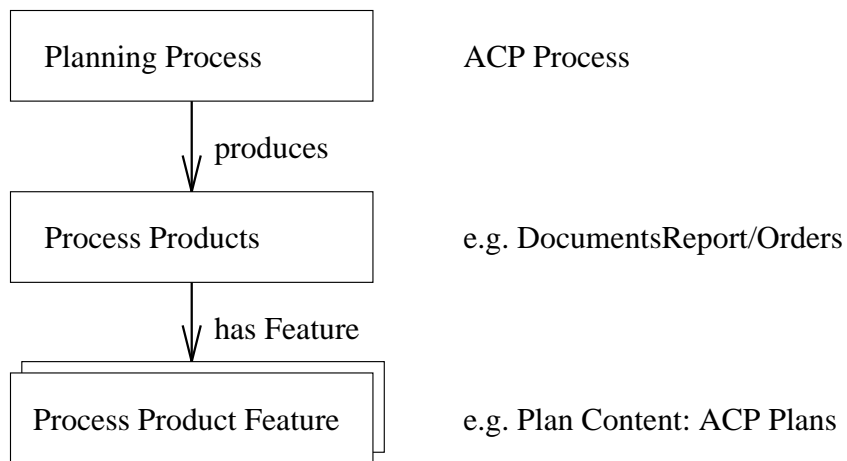 Planning Process
ACP Process
produces
Process Products
e.g. DocumentsReport/Orders
has Feature
Process Product Feature
e.g. Plan Content: ACP Plans